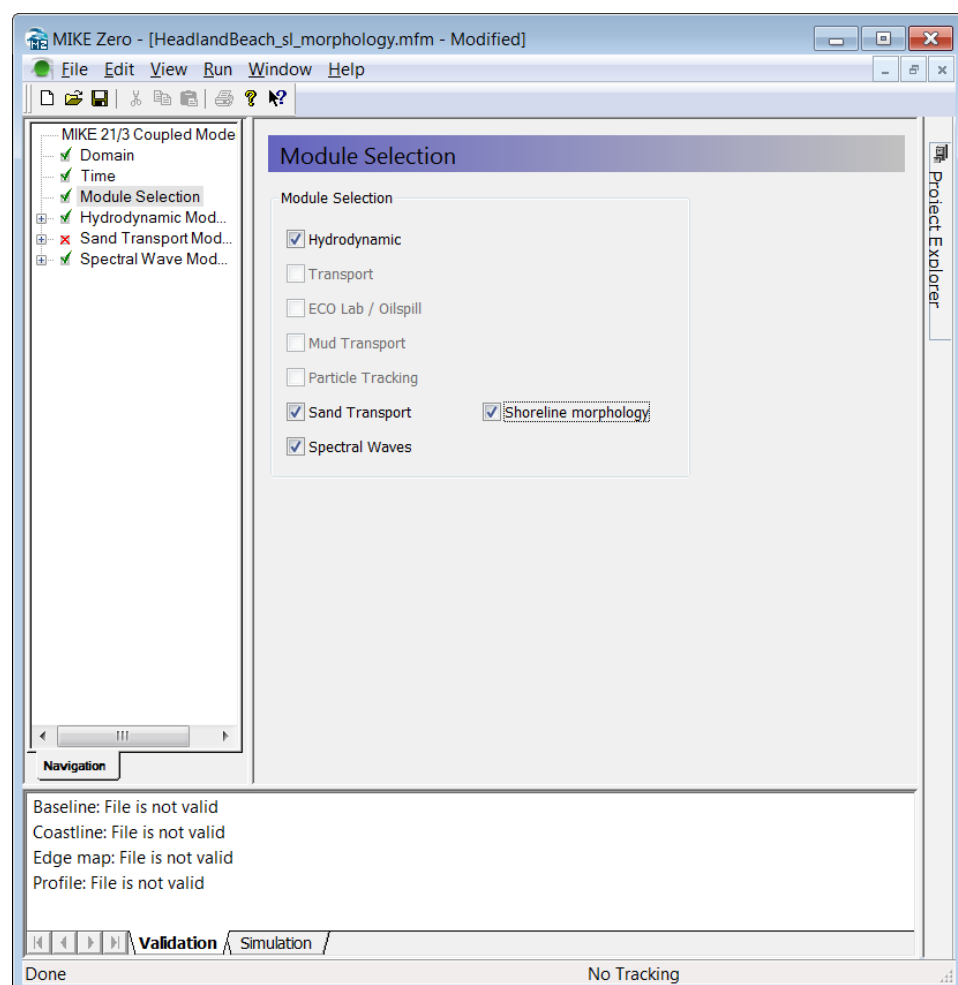 MIKE Zero - [HeadlandBeach_sl_morphology.mfm - Modified]
File Edit View Run Window Help
MIKE 21/3 Coupled Mode
Domain
Time
Module Selection
Hydrodynamic Mod...
Sand Transport Mod...
Spectral Wave Mod...
Navigation
Module Selection
Module Selection
Hydrodynamic
Transport
ECO Lab / Oilspill
Mud Transport
Particle Tracking
Sand Transport Shoreline morphology
Spectral Waves
Project Explorer
Baseline: File is not valid
Coastline: File is not valid
Edge map: File is not valid
Profile: File is not valid
Validation Simulation
Done No Tracking